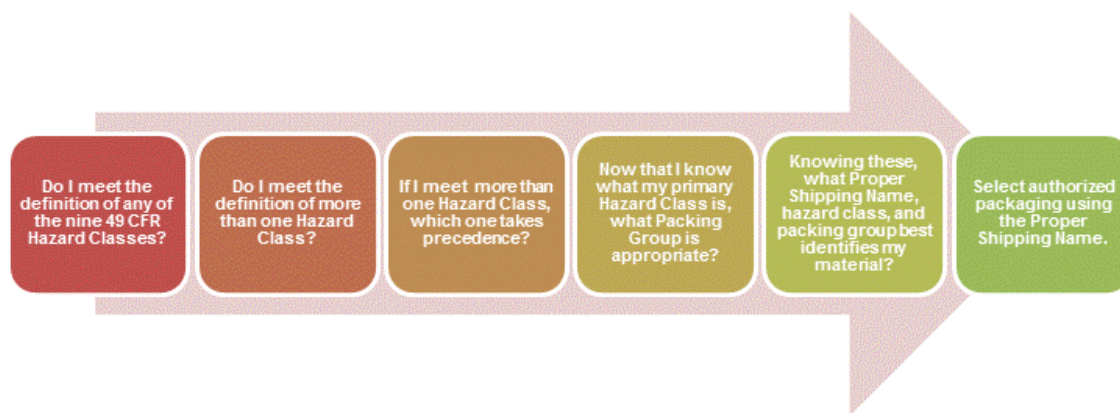 Do I meet the
definition of any of
the nine 49 CFR
Hazard Classes?
Do I meet the
definition of more
than one Hazard
Class?
If I meet more than
one Hazard Class,
which one takes
precedence?
Now that I know
what my primary
Hazard Class is,
what Packing
Group is
appropriate?
Knowing these,
what Proper
Shipping Name,
hazard class, and
packing group best
identifies my
material?
Select authorized
packaging using
the Proper
Shipping Name.